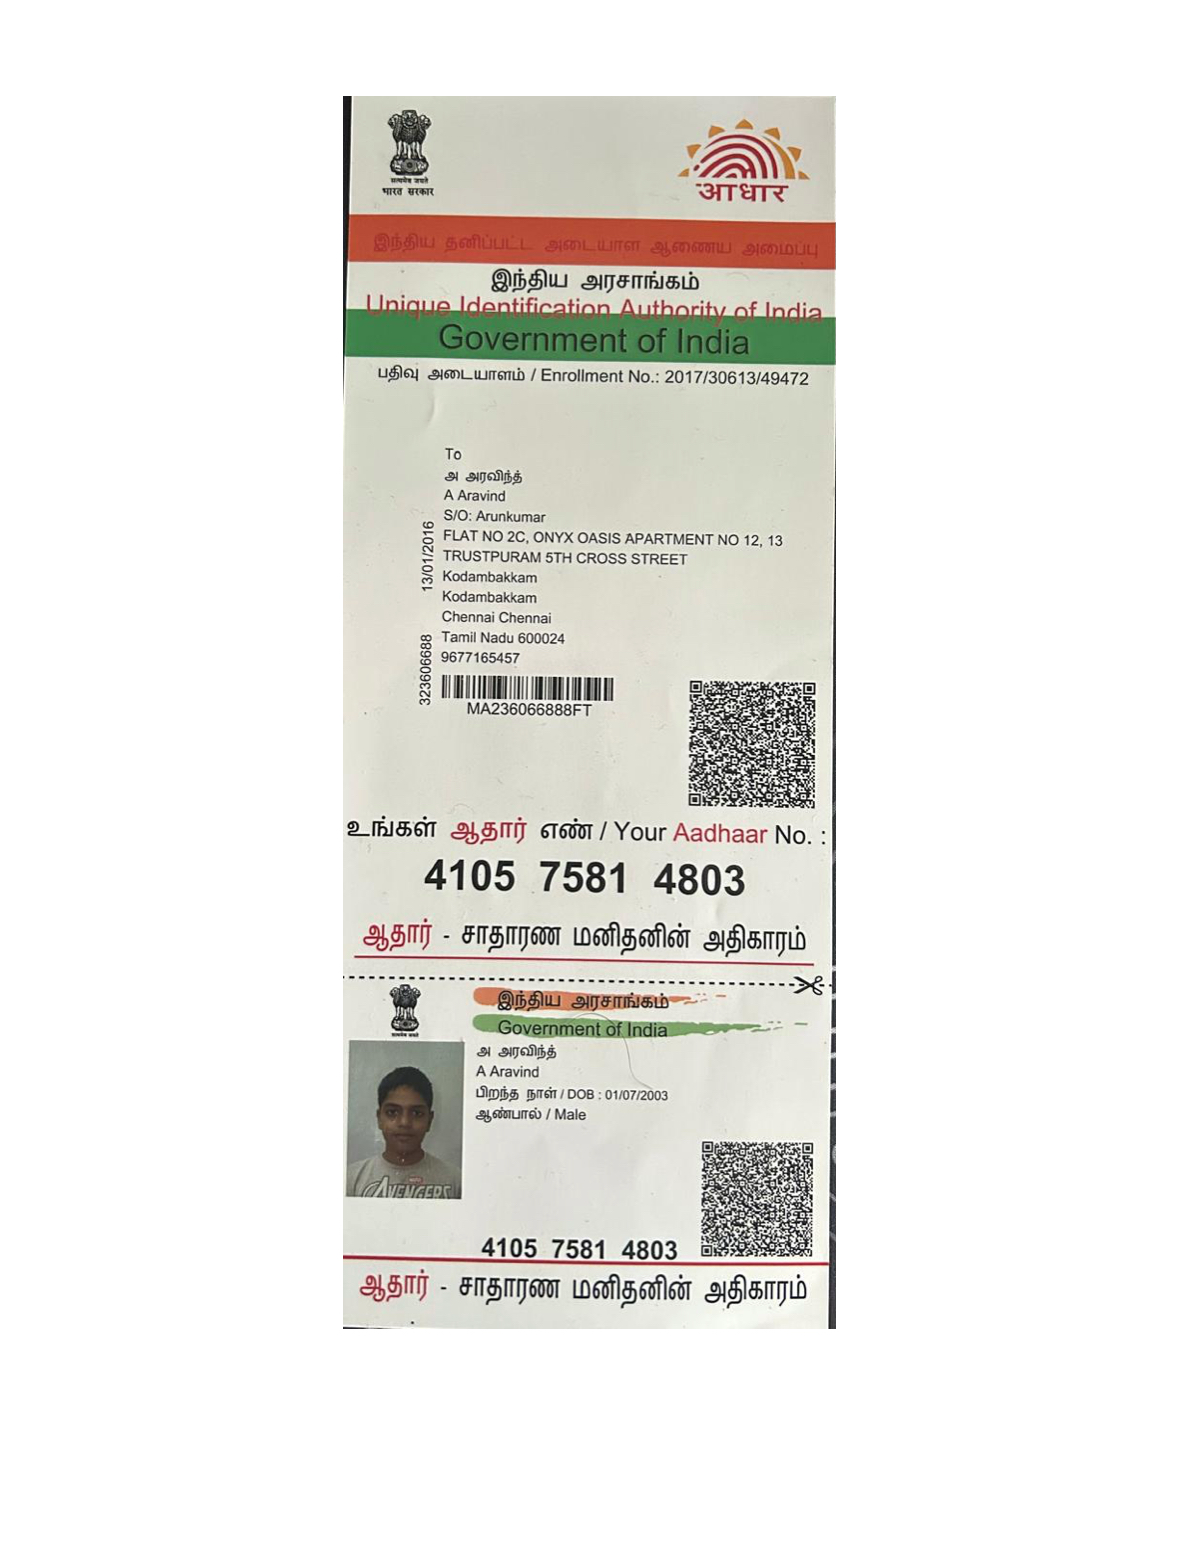 सत्यमेव जयते
भारत सरकार
आधार
இந்திய தனிப்பட்ட அடையாள ஆணைய அமைப்பு
இந்திய அரசாங்கம்
Unique Identification Authority of India
Government of India
பதிவு அடையாளம் / Enrollment No.: 2017/30613/49472
To
அ அரவிந்த்
A Aravind
S/O: Arunkumar
FLAT NO 2C, ONYX OASIS APARTMENT NO 12, 13
TRUSTPURAM 5TH CROSS STREET
Kodambakkam
Kodambakkam
Chennai Chennai
Tamil Nadu 600024
9677165457
13/01/2016
323606688
MA236066888FT
உங்கள் ஆதார் எண் / Your Aadhaar No. :
4105 7581 4803
ஆதார் - சாதாரண மனிதனின் அதிகாரம்
இந்திய அரசாங்கம்
Government of India
அ அரவிந்த்
A Aravind
பிறந்த நாள் / DOB : 01/07/2003
ஆண்பால் / Male
MARVEL
AVENGERS
4105 7581 4803
ஆதார் - சாதாரண மனிதனின் அதிகாரம்